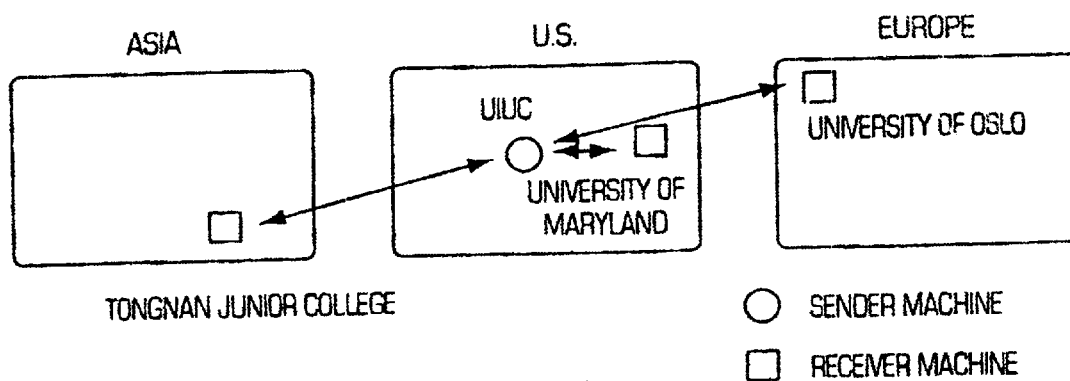 ASIA
U.S.
EUROPE
UIUC
UNIVERSITY OF OSLO
UNIVERSITY OF
MARYLAND
TONGNAN JUNIOR COLLEGE
SENDER MACHINE
RECEIVER MACHINE